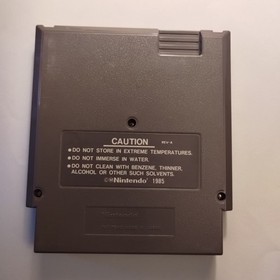 CAUTION REV-A
• DO NOT STORE IN EXTREME TEMPERATURES.
• DO NOT IMMERSE IN WATER.
• DO NOT CLEAN WITH BENZENE, THINNER,
ALCOHOL OR OTHER SUCH SOLVENTS.
©®Nintendo® 1985